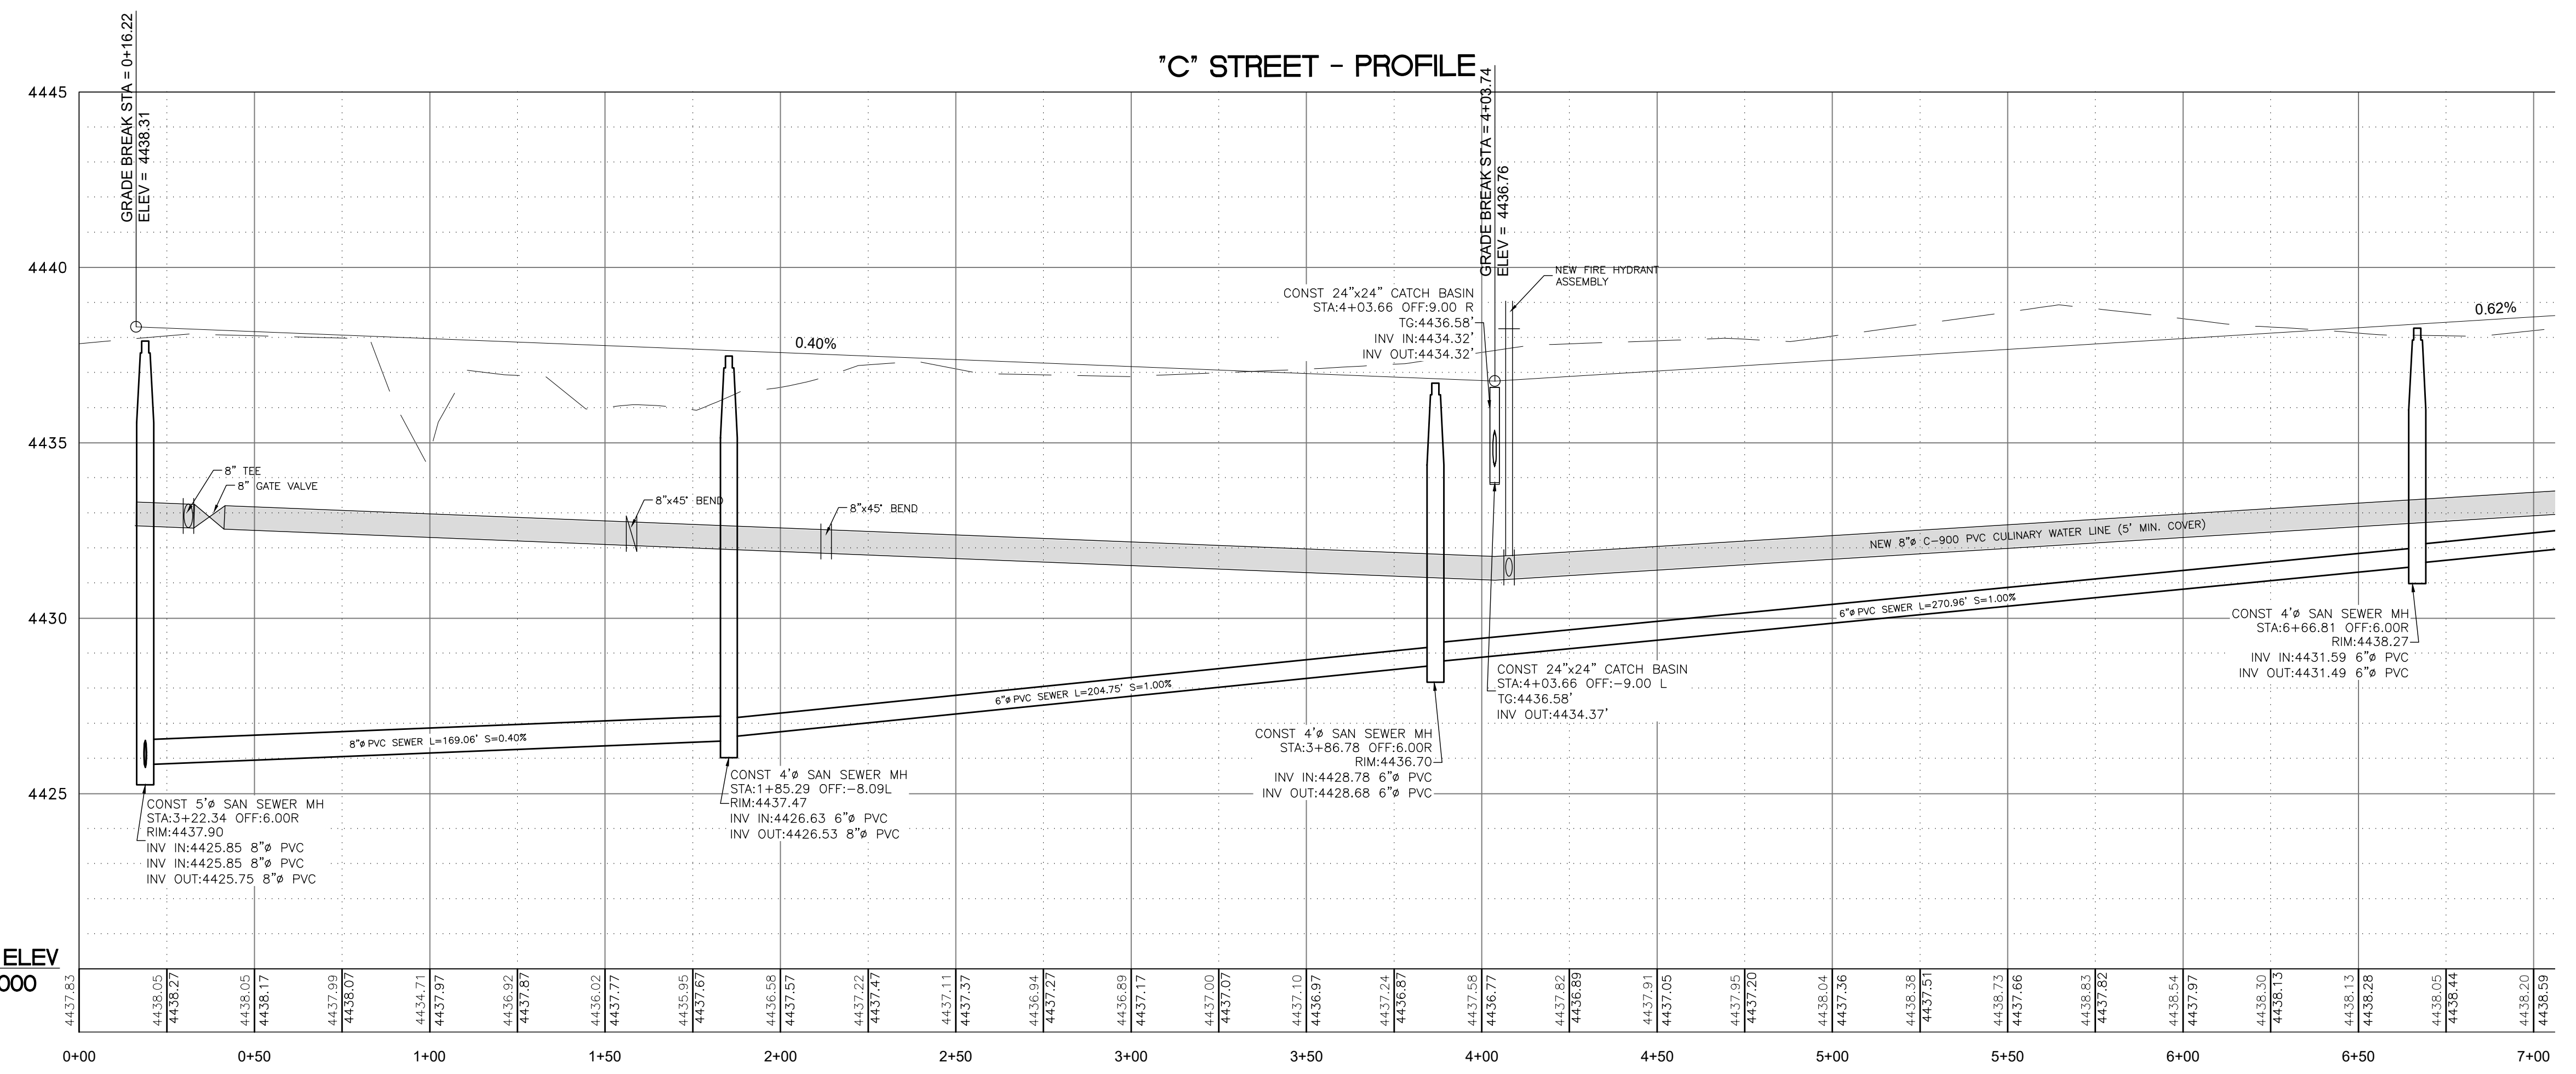 "C" STREET - PROFILE
GRADE BREAK STA = 0+16.22
ELEV = 4438.31
GRADE BREAK STA = 4+03.74
ELEV = 4436.76
4445
4440
4435
4430
4425
0.40%
0.62%
NEW FIRE HYDRANT
ASSEMBLY
CONST 24"x24" CATCH BASIN
STA:4+03.66 OFF:9.00 R
TG:4436.58'
INV IN:4434.32'
INV OUT:4434.32'
8" TEE
8" GATE VALVE
8"x45° BEND
8"x45° BEND
NEW 8"ø C-900 PVC CULINARY WATER LINE (5' MIN. COVER)
8"ø PVC SEWER L=169.06' S=0.40%
6"ø PVC SEWER L=204.75' S=1.00%
6"ø PVC SEWER L=270.96' S=1.00%
CONST 5'ø SAN SEWER MH
STA:3+22.34 OFF:6.00R
RIM:4437.90
INV IN:4425.85 8"ø PVC
INV IN:4425.85 8"ø PVC
INV OUT:4425.75 8"ø PVC
CONST 4'ø SAN SEWER MH
STA:1+85.29 OFF:-8.09L
RIM:4437.47
INV IN:4426.63 6"ø PVC
INV OUT:4426.53 8"ø PVC
CONST 4'ø SAN SEWER MH
STA:3+86.78 OFF:6.00R
RIM:4436.70
INV IN:4428.78 6"ø PVC
INV OUT:4428.68 6"ø PVC
CONST 24"x24" CATCH BASIN
STA:4+03.66 OFF:-9.00 L
TG:4436.58'
INV OUT:4434.37'
CONST 4'ø SAN SEWER MH
STA:6+66.81 OFF:6.00R
RIM:4438.27
INV IN:4431.59 6"ø PVC
INV OUT:4431.49 6"ø PVC
ELEV
000
4437.83
4438.05
4438.27
4438.05
4438.17
4437.99
4438.07
4434.71
4437.97
4436.92
4437.87
4436.02
4437.77
4435.95
4437.67
4436.58
4437.57
4437.22
4437.47
4437.11
4437.37
4436.94
4437.27
4436.89
4437.17
4437.00
4437.07
4437.10
4436.97
4437.24
4436.87
4437.58
4436.77
4437.82
4436.89
4437.91
4437.05
4437.95
4437.20
4438.04
4437.36
4438.38
4437.51
4438.73
4437.66
4438.83
4437.82
4438.54
4437.97
4438.30
4438.13
4438.13
4438.28
4438.05
4438.44
4438.20
4438.59
0+00
0+50
1+00
1+50
2+00
2+50
3+00
3+50
4+00
4+50
5+00
5+50
6+00
6+50
7+00